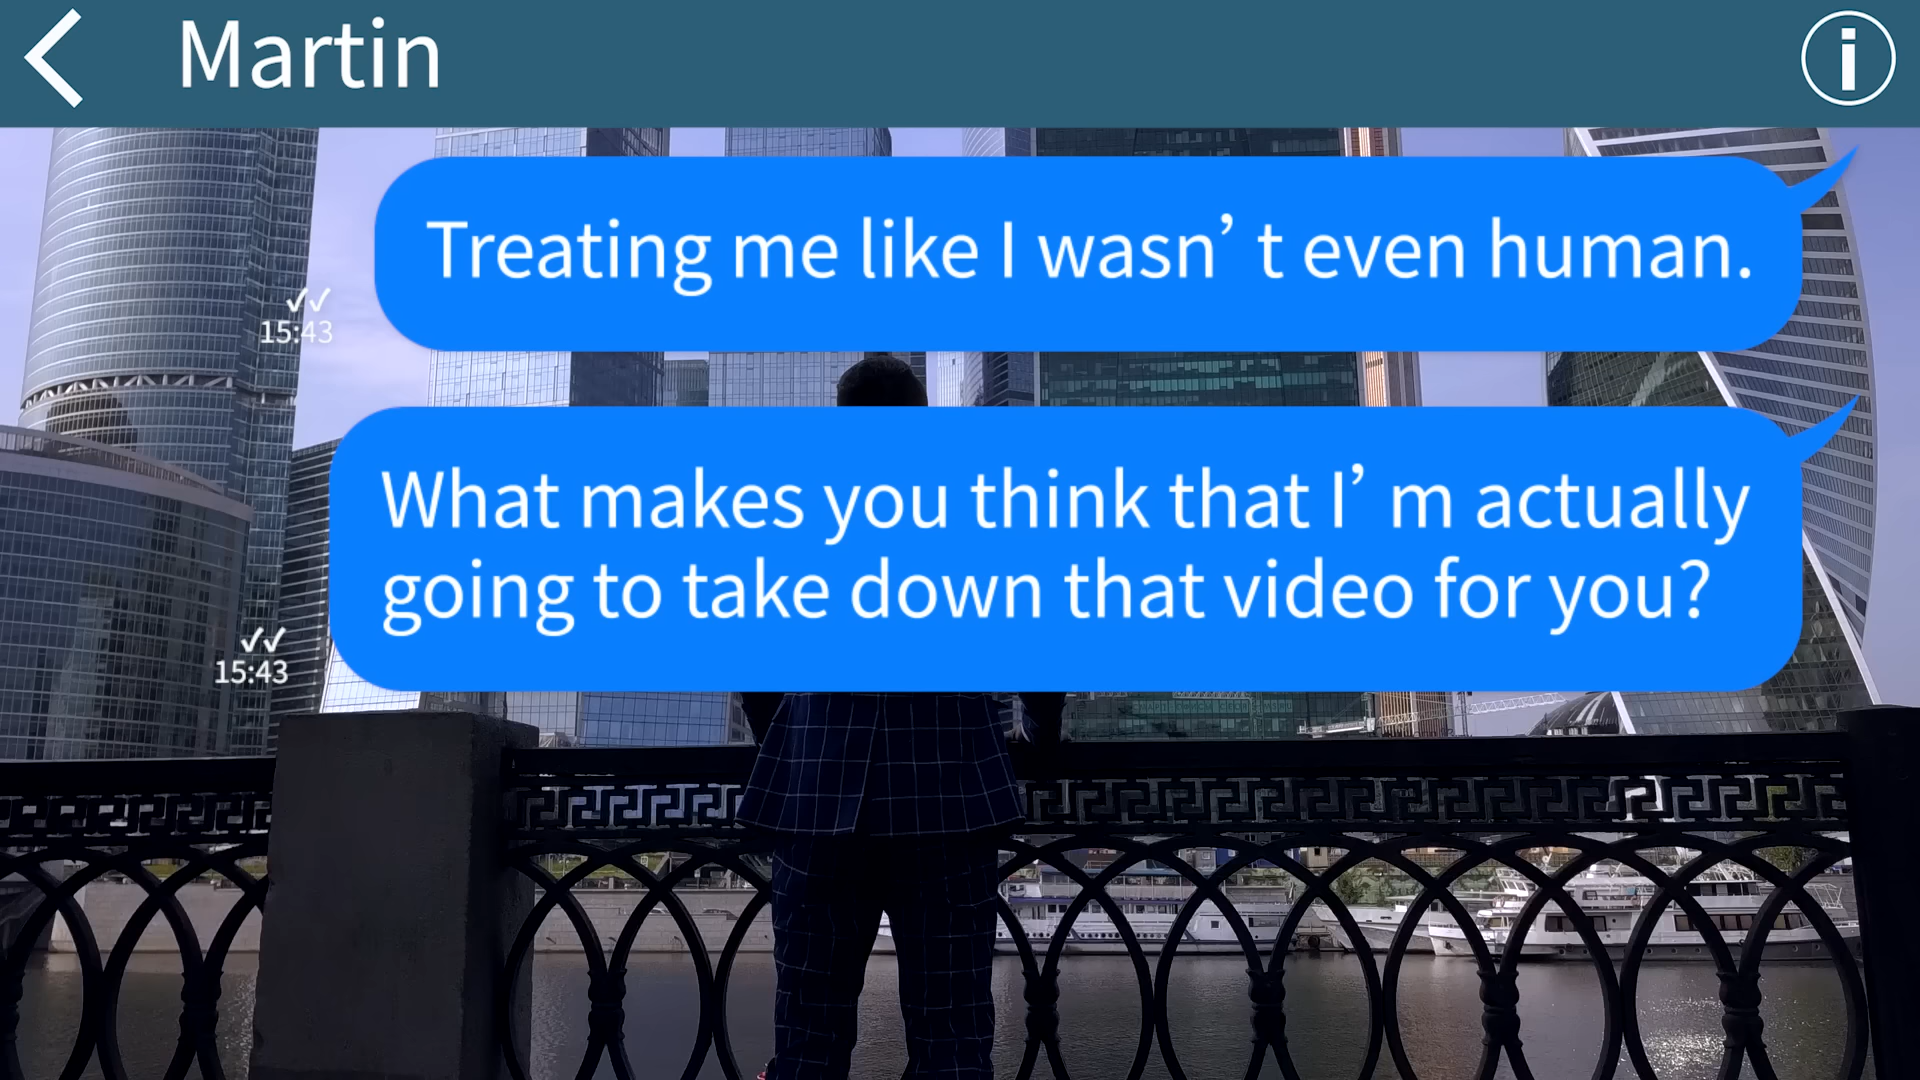 Martin
Treating me like I wasn’t even human.
✓✓
15:43
What makes you think that I’m actually
going to take down that video for you?
✓✓
15:43